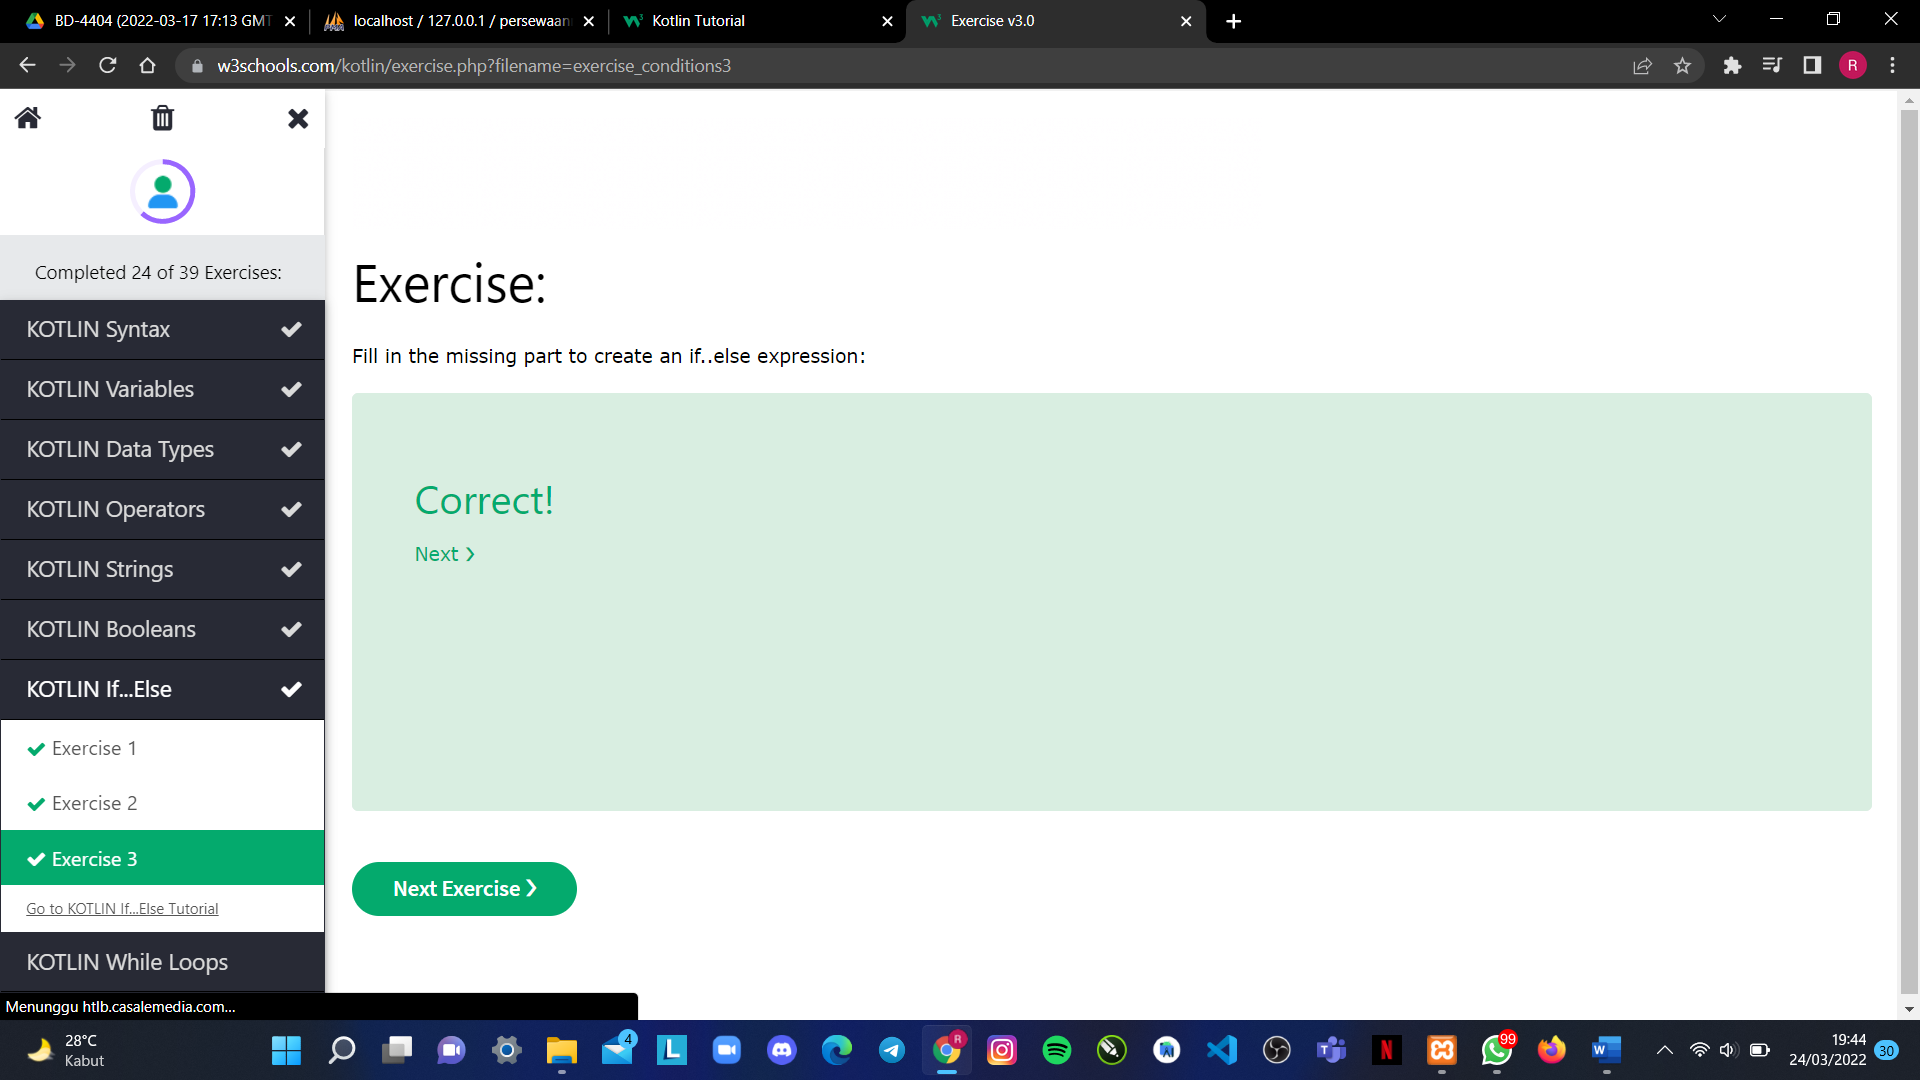 BD-4404 (2022-03-17 17:13 GMT
localhost / 127.0.0.1 / persewaan
Kotlin Tutorial
Exercise v3.0
w3schools.com/kotlin/exercise.php?filename=exercise_conditions3
R
Completed 24 of 39 Exercises:
KOTLIN Syntax
KOTLIN Variables
KOTLIN Data Types
KOTLIN Operators
KOTLIN Strings
KOTLIN Booleans
KOTLIN If...Else
Exercise 1
Exercise 2
Exercise 3
Go to KOTLIN If...Else Tutorial
KOTLIN While Loops
Exercise:
Fill in the missing part to create an if..else expression:
Correct!
Next ❯
Next Exercise ❯
Menunggu htlb.casalemedia.com...
28°C
Kabut
4
L
R
N
99
W
19:44
24/03/2022
30